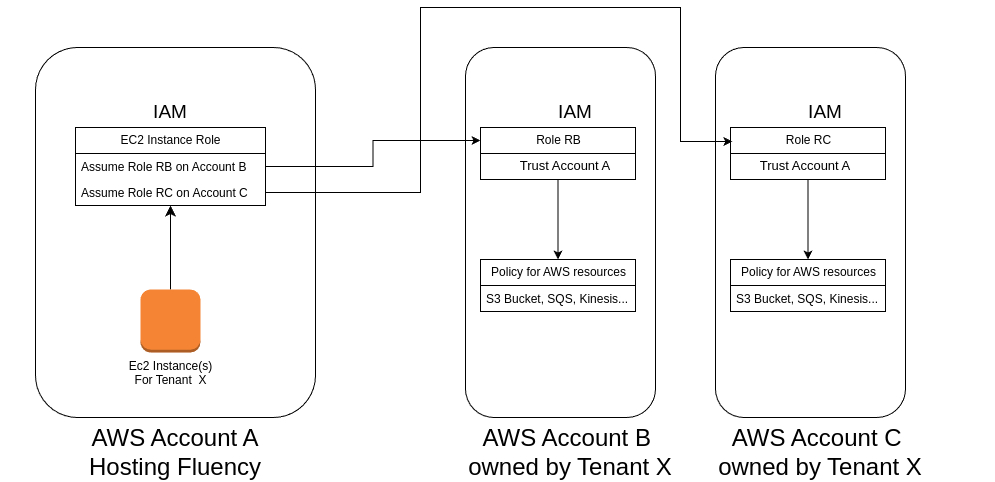 IAM
EC2 Instance Role
Assume Role RB on Account B
Assume Role RC on Account C
Ec2 Instance(s)
For Tenant X
AWS Account A
Hosting Fluency
IAM
Role RB
Trust Account A
Policy for AWS resources
S3 Bucket, SQS, Kinesis...
AWS Account B
owned by Tenant X
IAM
Role RC
Trust Account A
Policy for AWS resources
S3 Bucket, SQS, Kinesis...
AWS Account C
owned by Tenant X